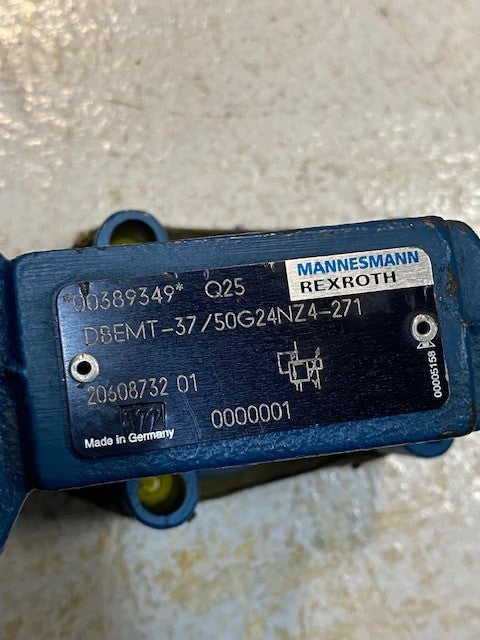 MANNESMANN
REXROTH
*00389349* Q25
DBEMT-37/50G24NZ4-271
20608732 01
0000001
Made in Germany
00005158